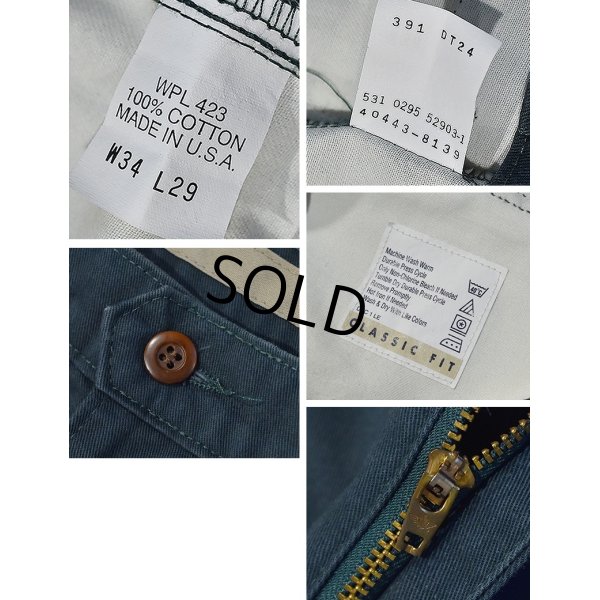 WPL 423
100% COTTON
MADE IN U.S.A.
W34 L29
391 DT24
531 0295 52903-1
40443-8139
Machine Wash Warm
Durable Press Cycle
Only Non-Chlorine Bleach If Needed
Tumble Dry Durable Press Cycle
Remove Promptly
Hot Iron If Needed
Wash & Dry With Like Colors
CLASSIC FIT
SOLD